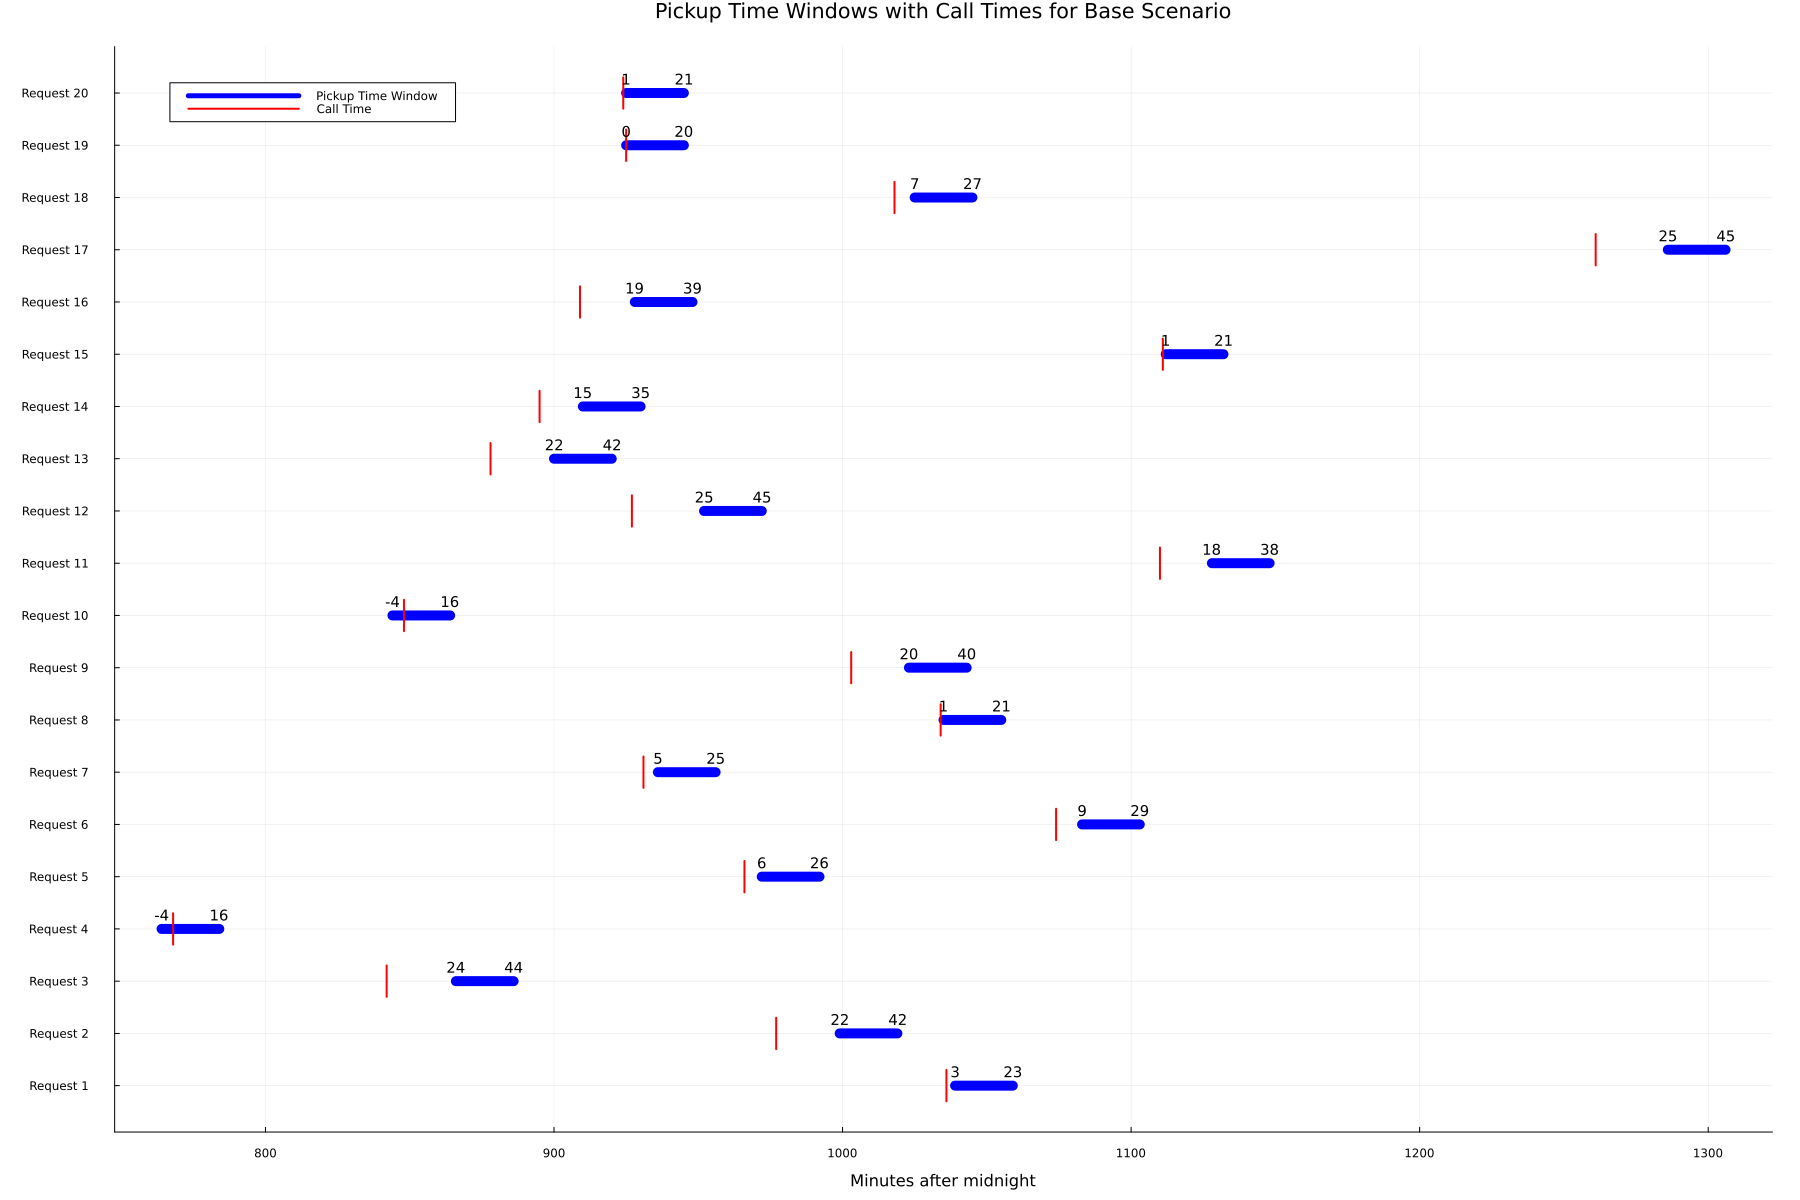 Pickup Time Windows with Call Times for Base Scenario
Pickup Time Window
Call Time
Request 20 1 21
Request 19 0 20
Request 18 7 27
Request 17 25 45
Request 16 19 39
Request 15 1 21
Request 14 15 35
Request 13 22 42
Request 12 25 45
Request 11 18 38
Request 10 -4 16
Request 9 20 40
Request 8 1 21
Request 7 5 25
Request 6 9 29
Request 5 6 26
Request 4 -4 16
Request 3 24 44
Request 2 22 42
Request 1 3 23
800 900 1000 1100 1200 1300
Minutes after midnight